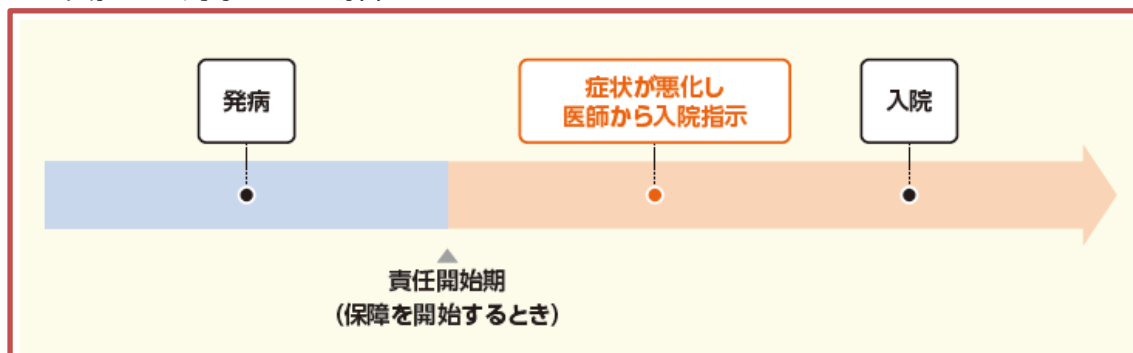 発病
症状が悪化し
医師から入院指示
入院
責任開始期
（保障を開始するとき）